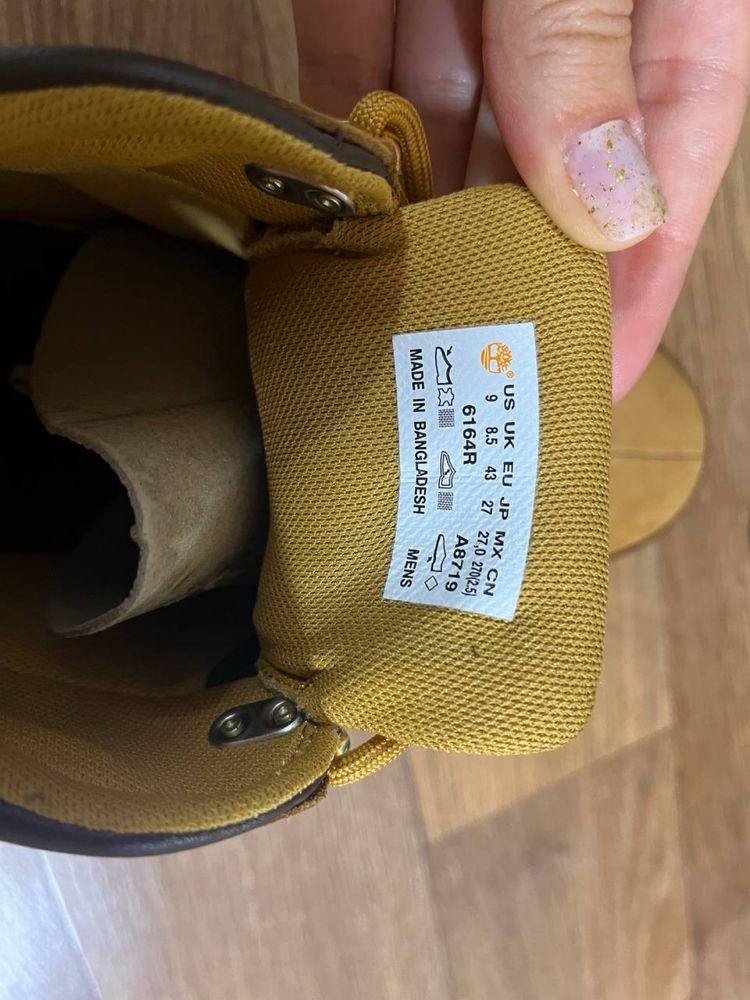 US UK EU JP MX CN
9 8.5 43 27 27,0 270(2.5)
6164R A8719
MADE IN BANGLADESH MENS